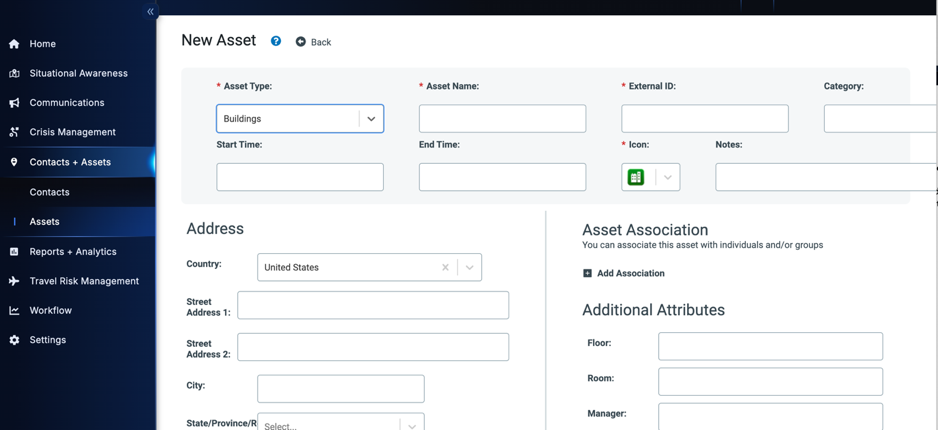 «
Home
Situational Awareness
Communications
Crisis Management
Contacts + Assets
Contacts
Assets
Reports + Analytics
Travel Risk Management
Workflow
Settings
New Asset ? Back
* Asset Type: * Asset Name: * External ID: Category:
Buildings
Start Time: End Time: * Icon: Notes:
Address
Country: United States
Street
Address 1:
Street
Address 2:
City:
State/Province/R Select...
Asset Association
You can associate this asset with individuals and/or groups
Add Association
Additional Attributes
Floor:
Room:
Manager: